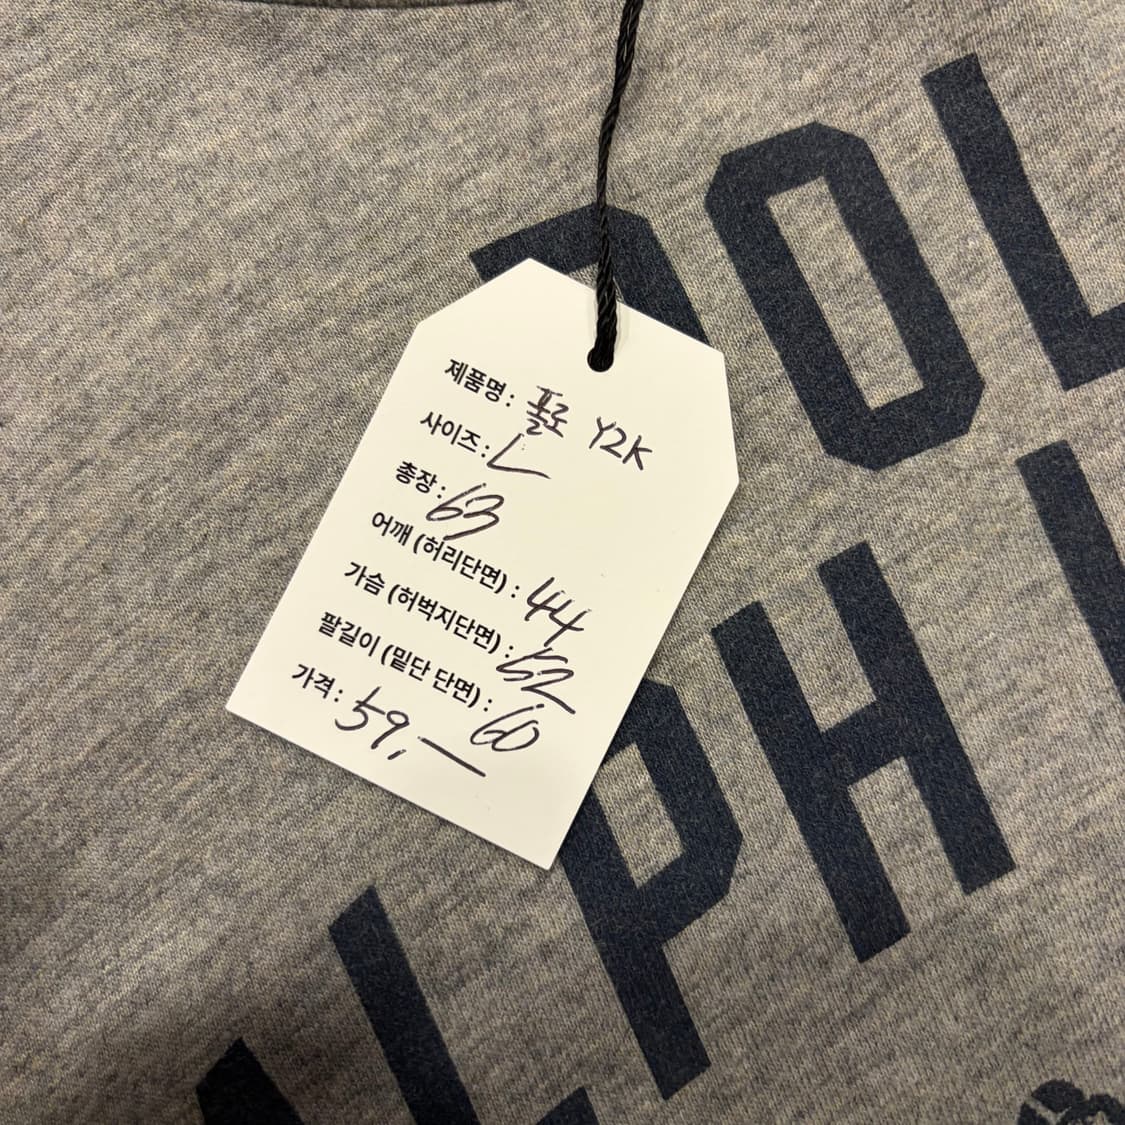 POL
제품명: 폴로 Y2K
사이즈: L
총장: 63
어깨 (허리단면) : 44
가슴 (허벅지단면) : 52
팔길이 (밑단 단면) : 60
가격: 59,—
LPH L